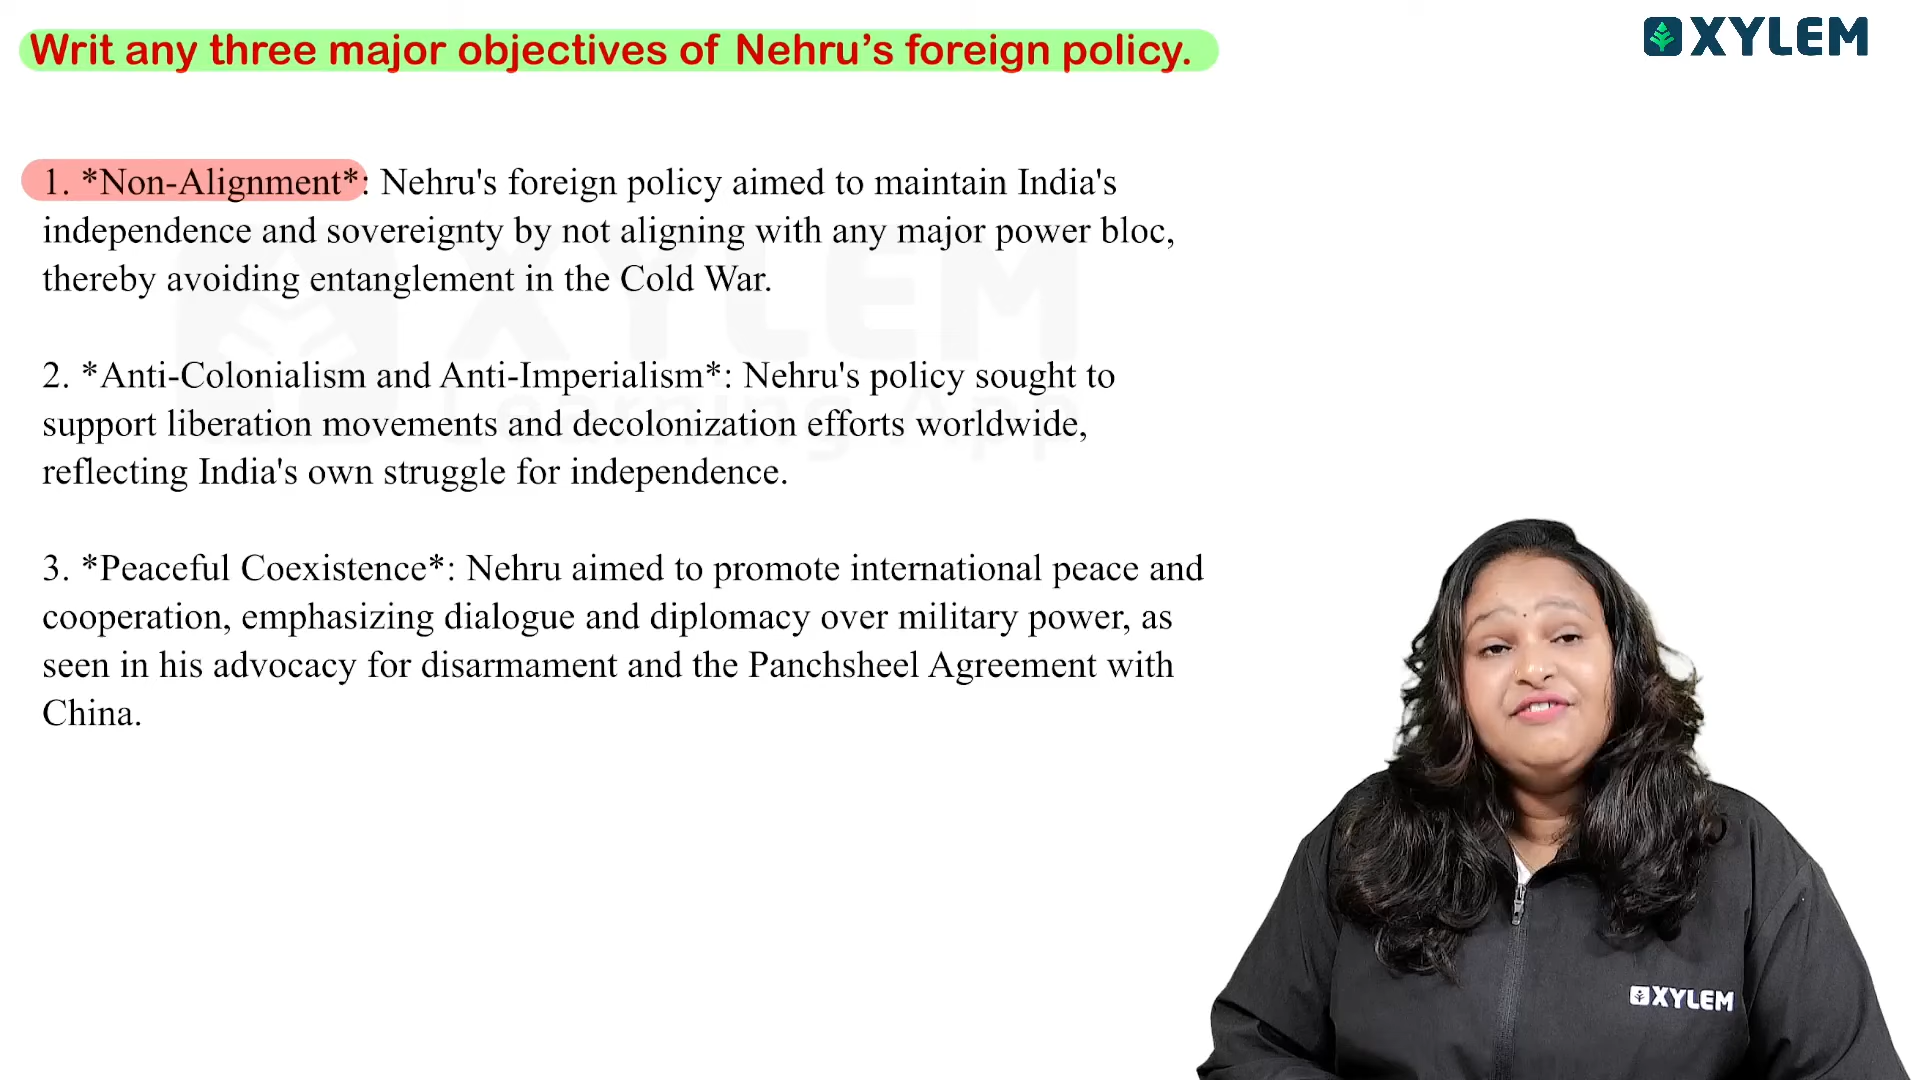 Writ any three major objectives of Nehru’s foreign policy.
XYLEM
1. *Non-Alignment*: Nehru's foreign policy aimed to maintain India's
independence and sovereignty by not aligning with any major power bloc,
thereby avoiding entanglement in the Cold War.
XYLEM
Learning App
2. *Anti-Colonialism and Anti-Imperialism*: Nehru's policy sought to
support liberation movements and decolonization efforts worldwide,
reflecting India's own struggle for independence.
3. *Peaceful Coexistence*: Nehru aimed to promote international peace and
cooperation, emphasizing dialogue and diplomacy over military power, as
seen in his advocacy for disarmament and the Panchsheel Agreement with
China.
XYLEM